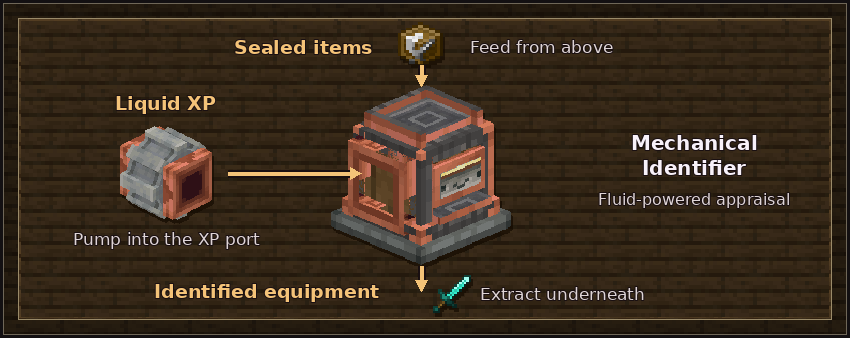 Sealed items
Feed from above
Liquid XP
Mechanical
Identifier
Fluid-powered appraisal
Pump into the XP port
Identified equipment
Extract underneath